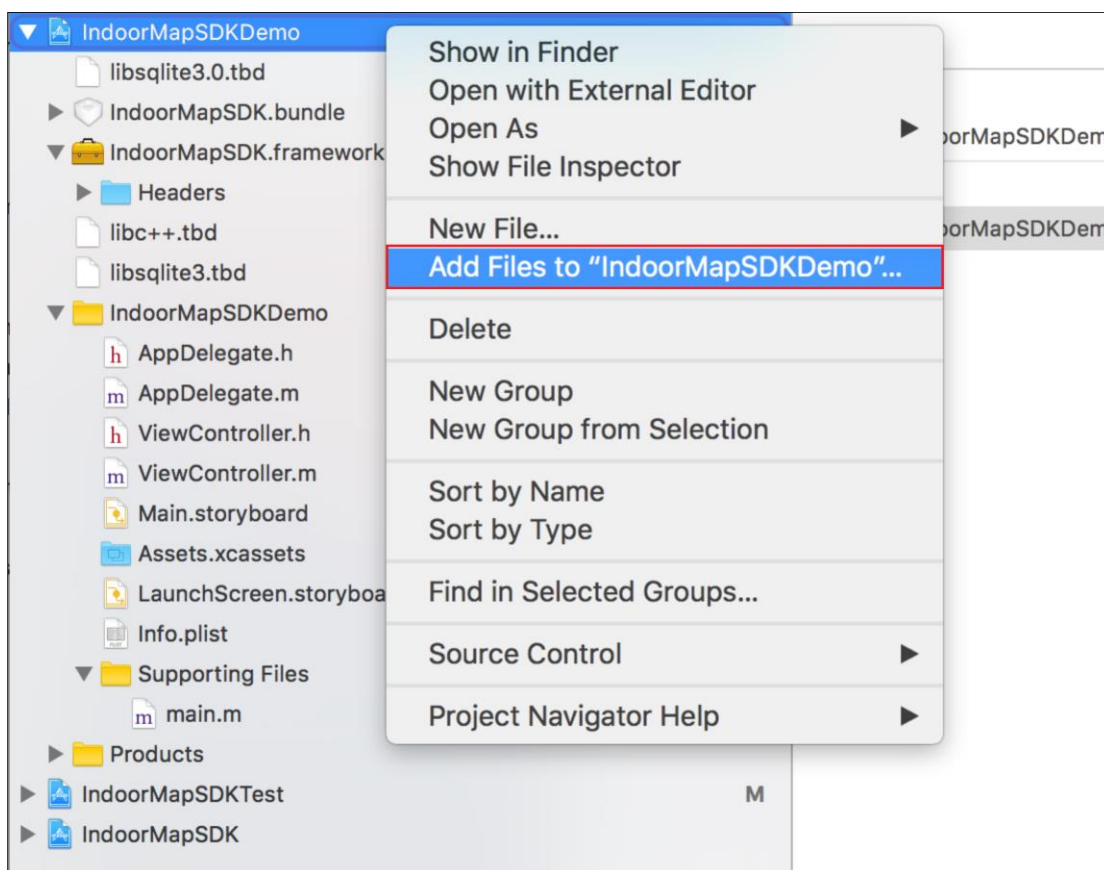 IndoorMapSDKDemo
libsqlite3.0.tbd
IndoorMapSDK.bundle
IndoorMapSDK.framework
Headers
libc++.tbd
libsqlite3.tbd
IndoorMapSDKDemo
h AppDelegate.h
m AppDelegate.m
h ViewController.h
m ViewController.m
Main.storyboard
Assets.xcassets
LaunchScreen.storyboa
Info.plist
Supporting Files
m main.m
Products
IndoorMapSDKTest M
IndoorMapSDK
Show in Finder
Open with External Editor
Open As
Show File Inspector
New File...
Add Files to “IndoorMapSDKDemo”...
Delete
New Group
New Group from Selection
Sort by Name
Sort by Type
Find in Selected Groups...
Source Control
Project Navigator Help
oorMapSDKDem
oorMapSDKDem